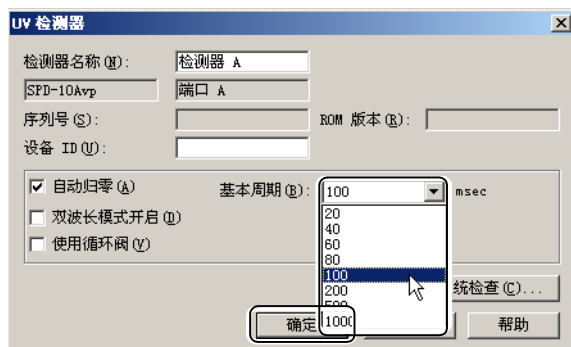 UV 检测器
检测器名称(N): 检测器 A
SPD-10Avp 端口 A
序列号(S): ROM 版本(R):
设备 ID(U):
自动归零(A) 基本周期(B): 100 msec
双波长模式开启(D)
使用循环阀(V)
20
40
60
80
100
200
500
1000
统检查(C)...
确定 帮助